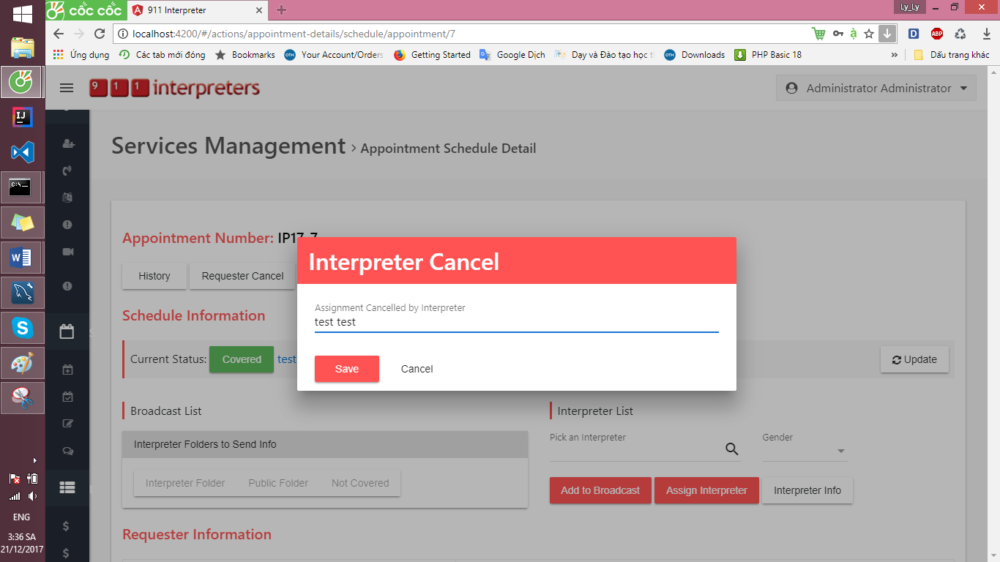 cốc cốc
911 Interpreter
Ly_Ly
localhost:4200/#/actions/appointment-details/schedule/appointment/7
Ứng dụng
Các tab mới đóng
Bookmarks
Your Account/Orders
Getting Started
Google Dịch
Dạy và Đào tạo học t
Downloads
PHP Basic 18
»
Dấu trang khác
9 1 1 interpreters
Administrator Administrator
Services Management > Appointment Schedule Detail
Appointment Number: IP17-7
History
Requester Cancel
Interpreter Cancel
Assignment Cancelled by Interpreter
test test
Save
Cancel
Schedule Information
Current Status: Covered test
Update
Broadcast List
Interpreter Folders to Send Info
Interpreter Folder
Public Folder
Not Covered
Interpreter List
Pick an Interpreter
Gender
Add to Broadcast
Assign Interpreter
Interpreter Info
Requester Information
ENG
3:36 SA
21/12/2017